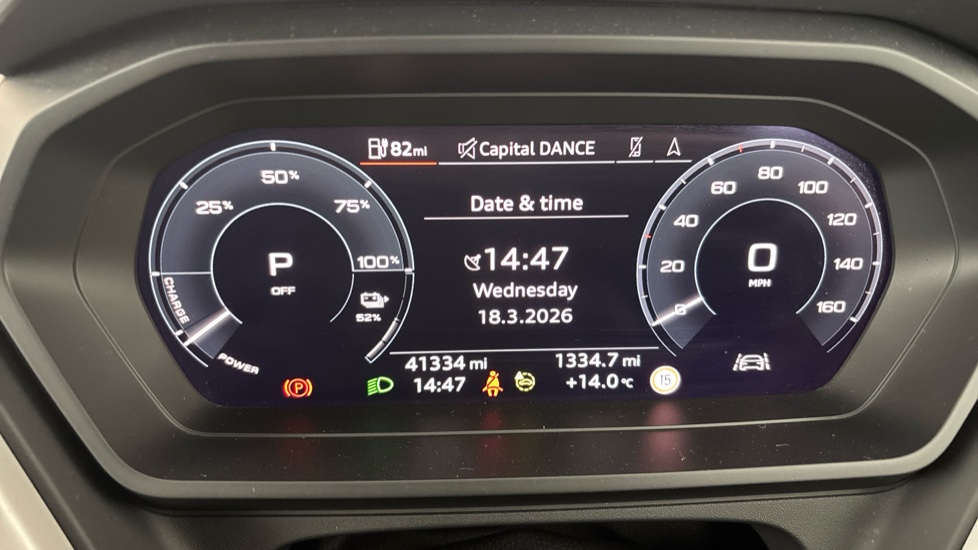 82mi Capital DANCE
50%
25% 75%
100%
P
OFF
CHARGE
POWER
52%
Date & time
14:47
Wednesday
18.3.2026
41334 mi 1334.7 mi
14:47 +14.0°C
(P)
15
80
60 100
40 120
20 140
0 160
0
MPH